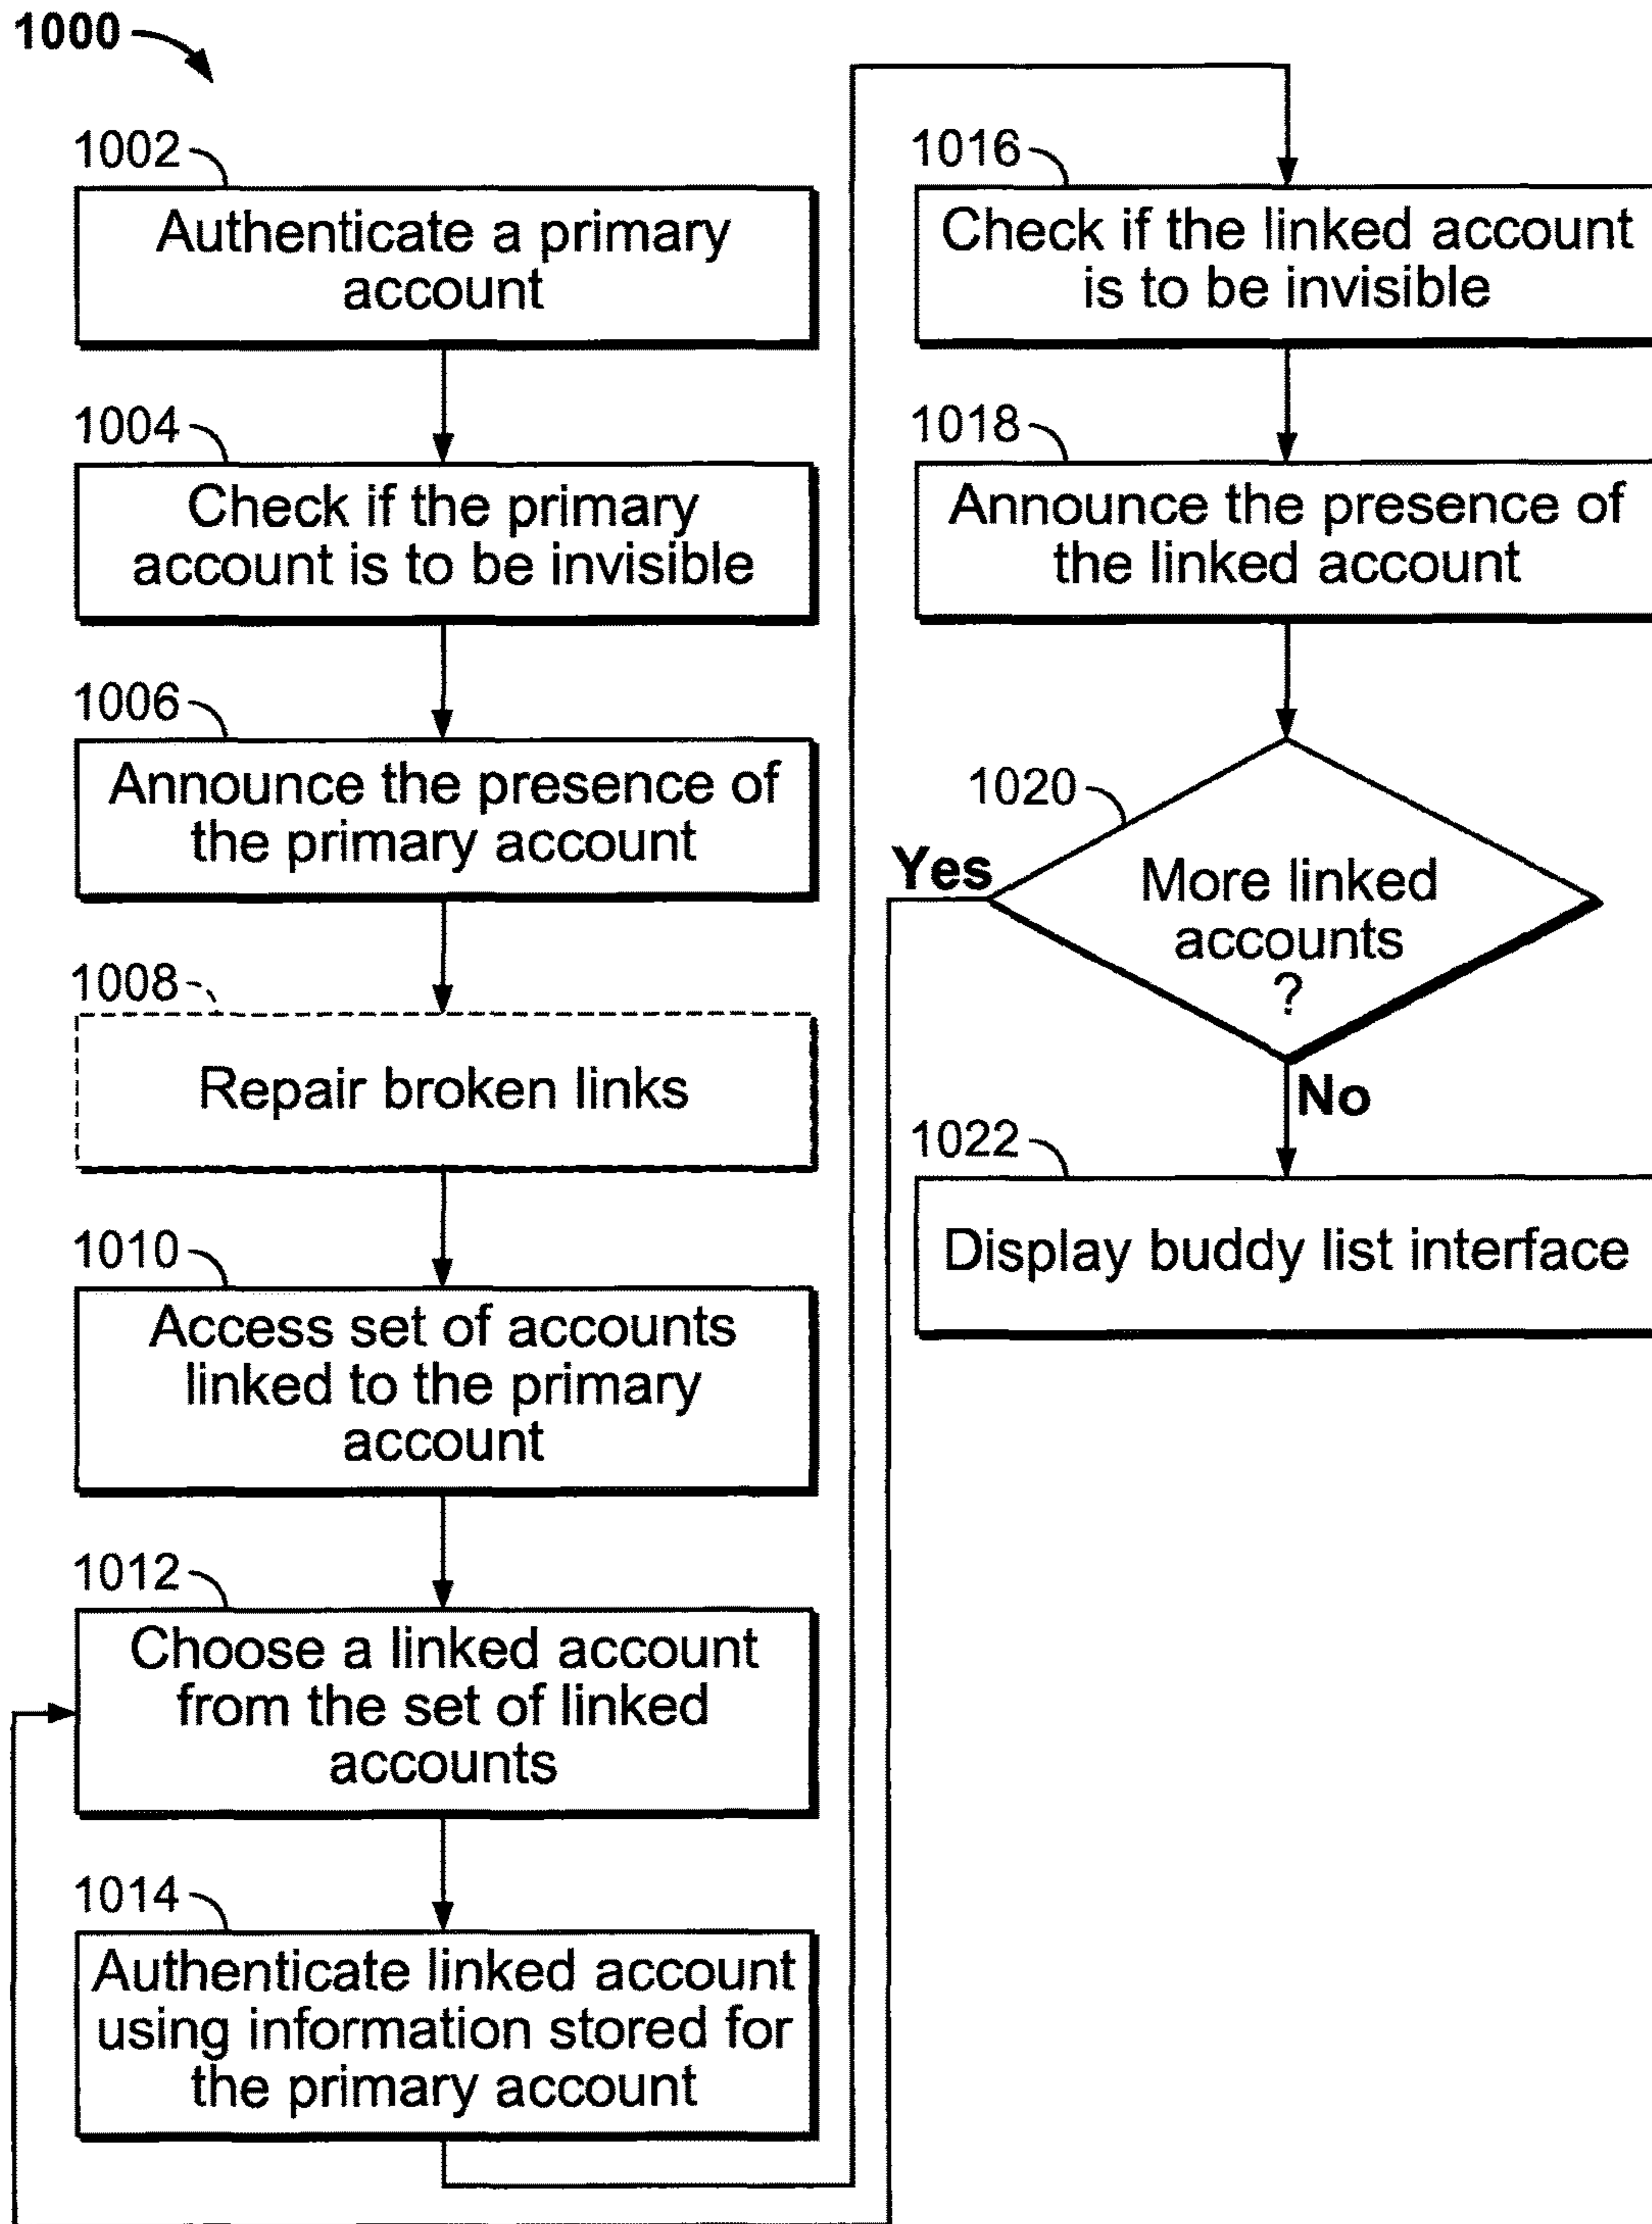 1000
1002
Authenticate a primary
account
1004
Check if the primary
account is to be invisible
1006
Announce the presence of
the primary account
1008
Repair broken links
1010
Access set of accounts
linked to the primary
account
1012
Choose a linked account
from the set of linked
accounts
1014
Authenticate linked account
using information stored for
the primary account
1016
Check if the linked account
is to be invisible
1018
Announce the presence of
the linked account
1020
Yes
More linked
accounts
?
No
1022
Display buddy list interface